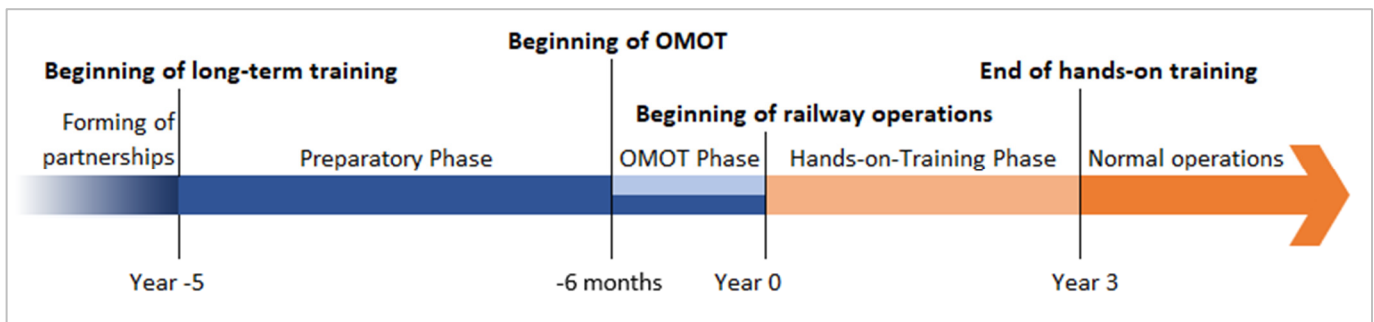 Beginning of OMOT
Beginning of long-term training
End of hands-on training
Forming of
partnerships
Beginning of railway operations
Preparatory Phase
OMOT Phase
Hands-on-Training Phase
Normal operations
Year -5
-6 months
Year 0
Year 3